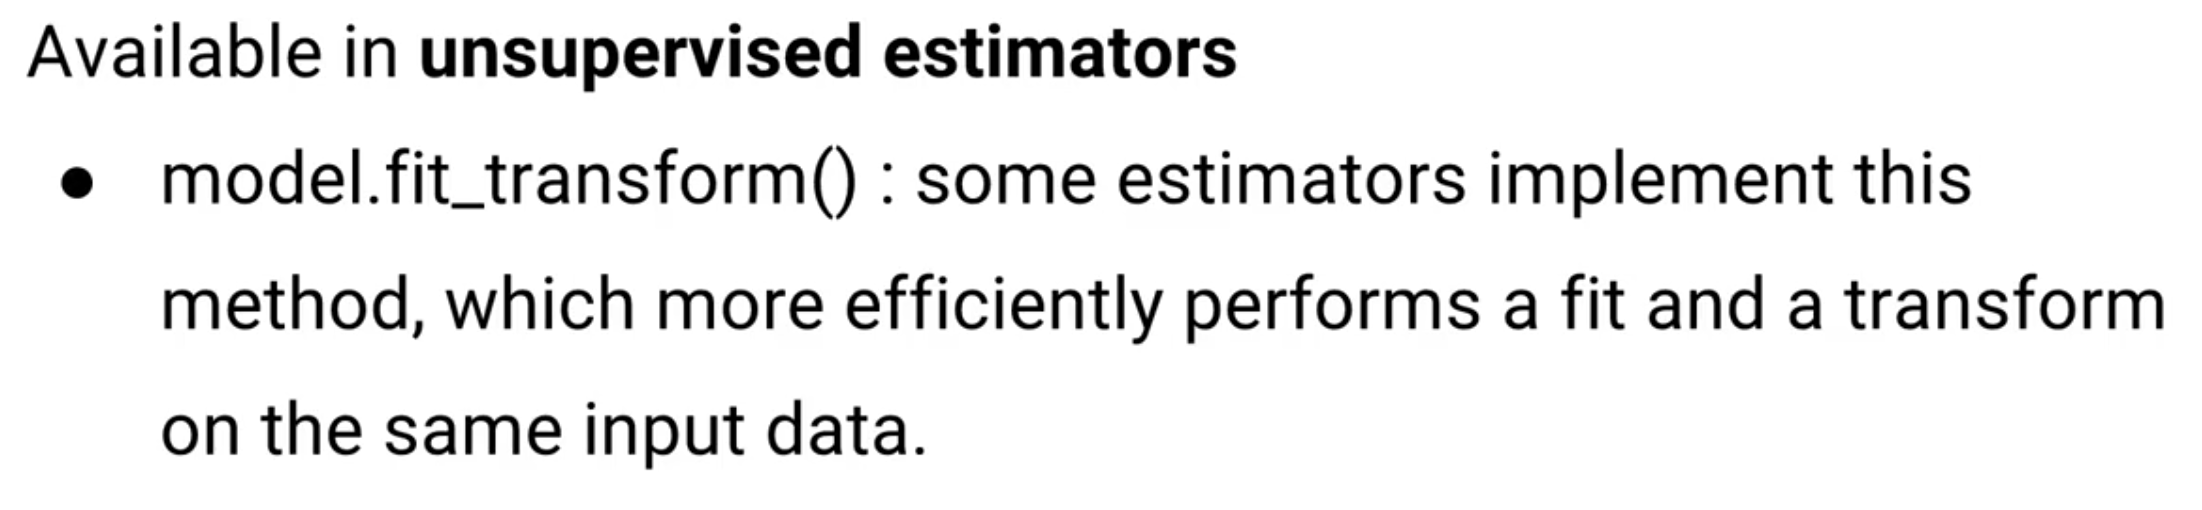 Available in unsupervised estimators
● model.fit_transform() : some estimators implement this
method, which more efficiently performs a fit and a transform
on the same input data.